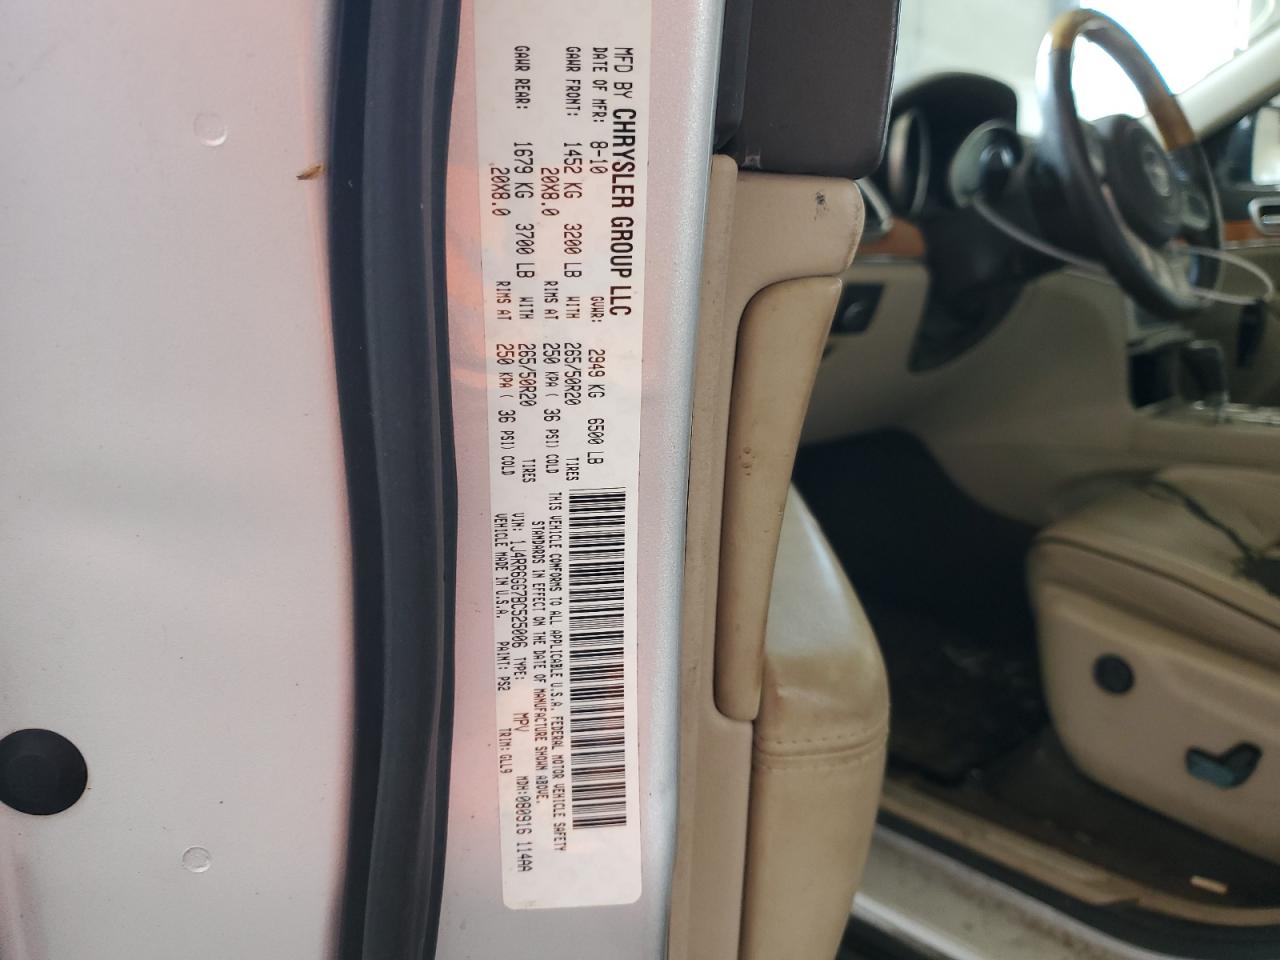 MFD BY CHRYSLER GROUP LLC
DATE OF MFR: 8-10 GVWR: 2949 KG 6500 LB
GAWR FRONT: 1452 KG 3200 LB WITH 265/50R20 TIRES
20X8.0 RIMS AT 250 KPA ( 36 PSI) COLD
GAWR REAR: 1679 KG 3700 LB WITH 265/50R20 TIRES
20X8.0 RIMS AT 250 KPA ( 36 PSI) COLD
THIS VEHICLE CONFORMS TO ALL APPLICABLE U.S.A. FEDERAL MOTOR VEHICLE SAFETY
STANDARDS IN EFFECT ON THE DATE OF MANUFACTURE SHOWN ABOVE.
VIN: 1J4RR6GG7BC525006 TYPE: MPV MDH:080916 114AA
VEHICLE MADE IN U.S.A. PAINT: PS2 TRIM: GLL9